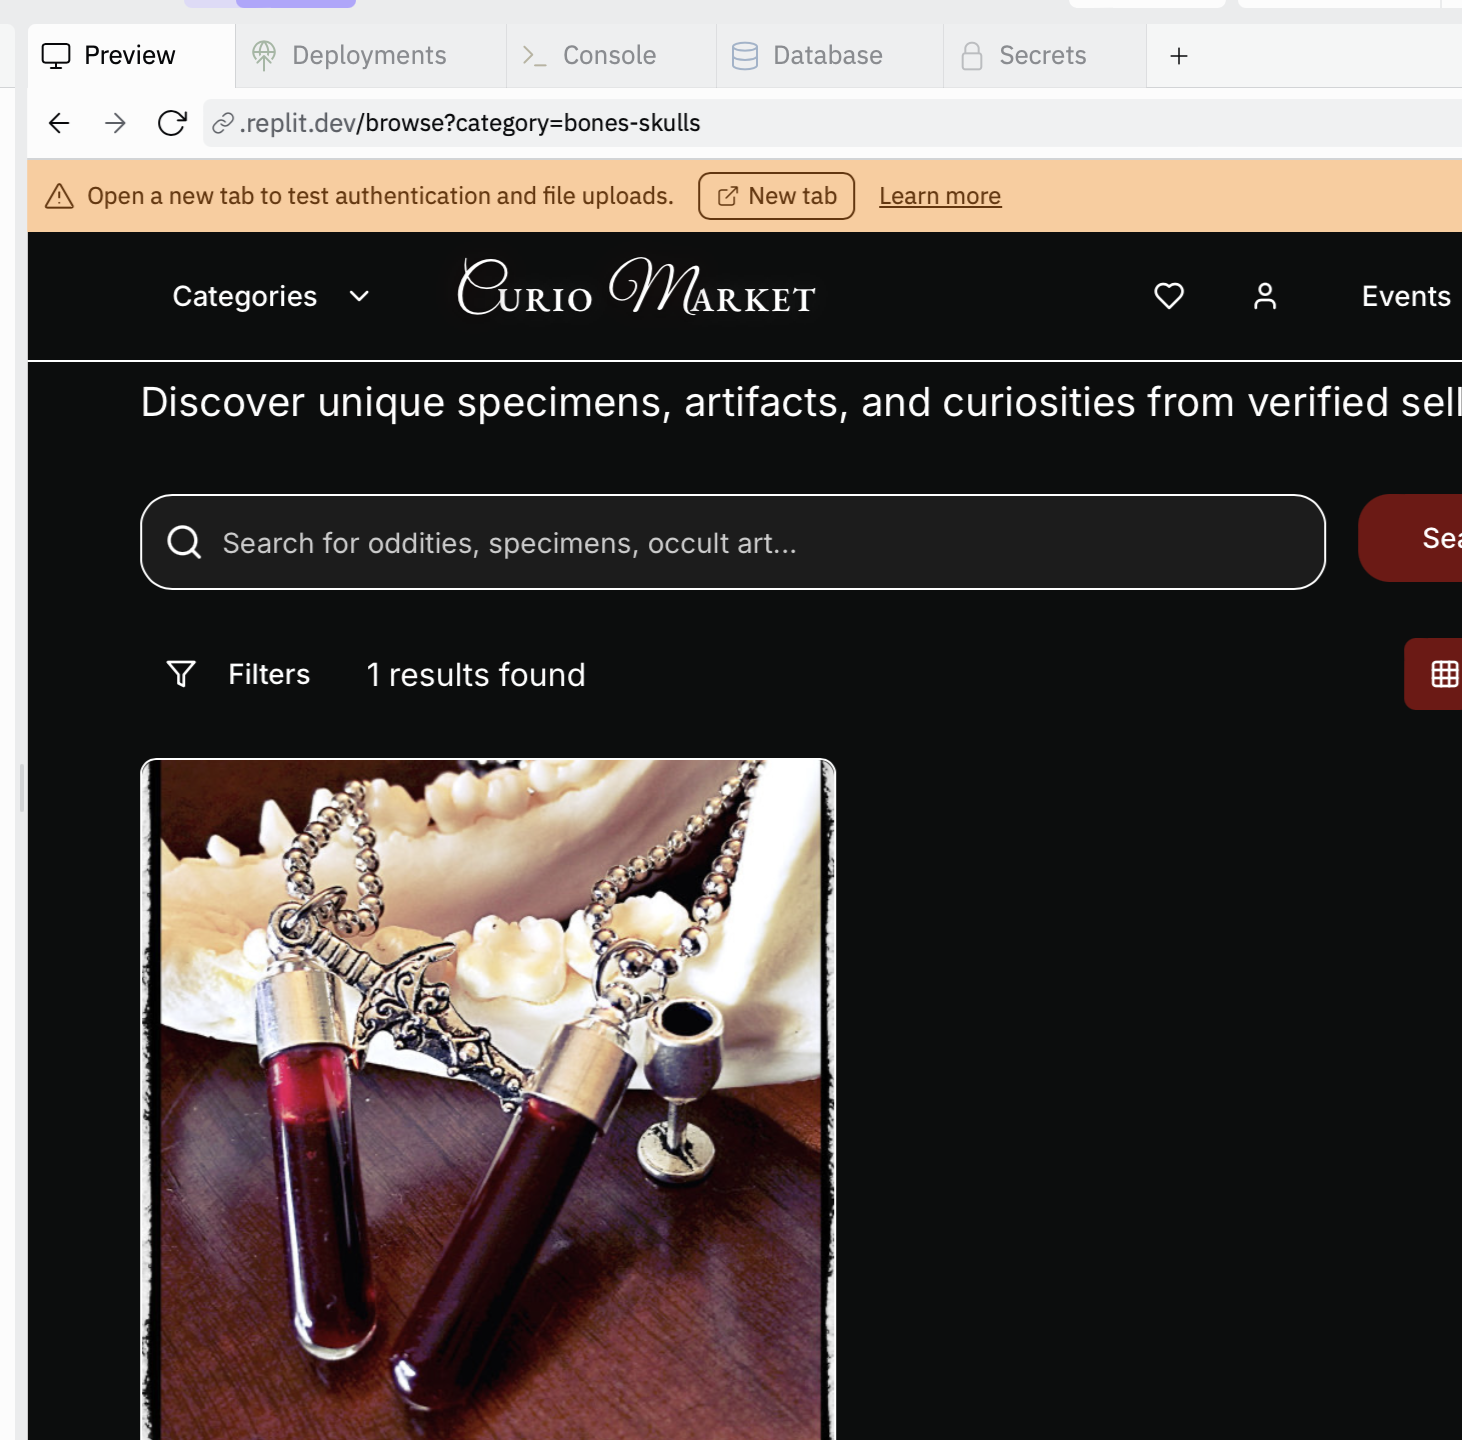 Preview
Deployments
Console
Database
Secrets
.replit.dev/browse?category=bones-skulls
Open a new tab to test authentication and file uploads.
New tab
Learn more
Categories
Curio Market
Events
Discover unique specimens, artifacts, and curiosities from verified sell
Search for oddities, specimens, occult art...
Sea
Filters
1 results found